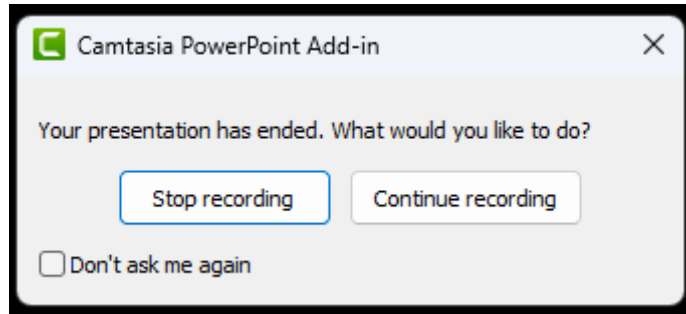 Camtasia PowerPoint Add-in
Your presentation has ended. What would you like to do?
Stop recording
Continue recording
Don't ask me again